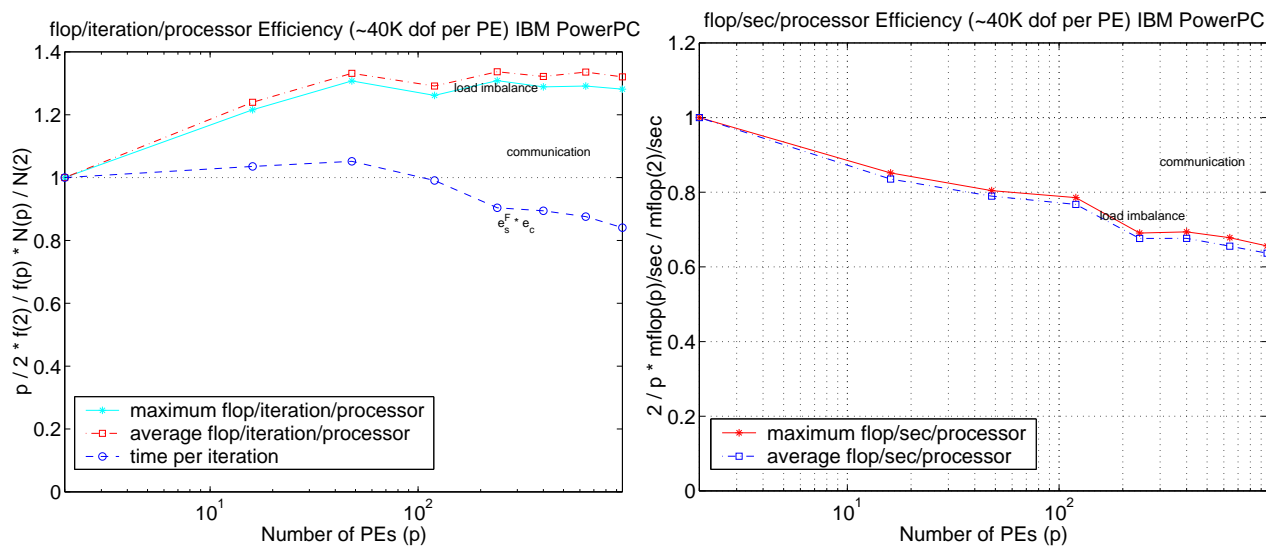 flop/iteration/processor Efficiency (~40K dof per PE) IBM PowerPC
p / 2 * f(2) / f(p) * N(p) / N(2)
1.4
1.2
1
0.8
0.6
0.4
0.2
0
load imbalance
communication
e_s^F * e_c
maximum flop/iteration/processor
average flop/iteration/processor
time per iteration
10^1
10^2
Number of PEs (p)
flop/sec/processor Efficiency (~40K dof per PE) IBM PowerPC
2 / p * mflop(p)/sec / mflop(2)/sec
1.2
1
0.8
0.6
0.4
0.2
0
communication
load imbalance
maximum flop/sec/processor
average flop/sec/processor
10^1
10^2
Number of PEs (p)